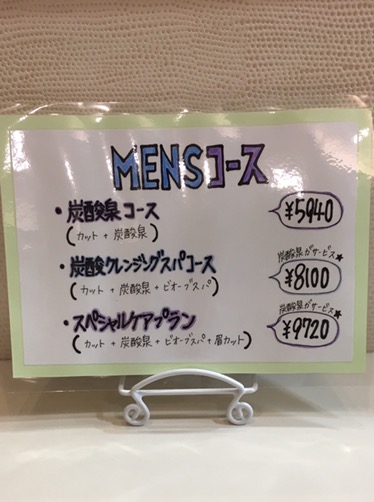 MENSコース
・炭酸泉コース
¥5940
(カット + 炭酸泉)
炭酸泉がサービス★
・炭酸クレンジングスパコース
¥8100
(カット + 炭酸 + ビオーブスパ)
炭酸泉がサービス★
・スペシャルケアプラン
¥9720
(カット + 炭酸 + ビオーブスパ + 眉カット)